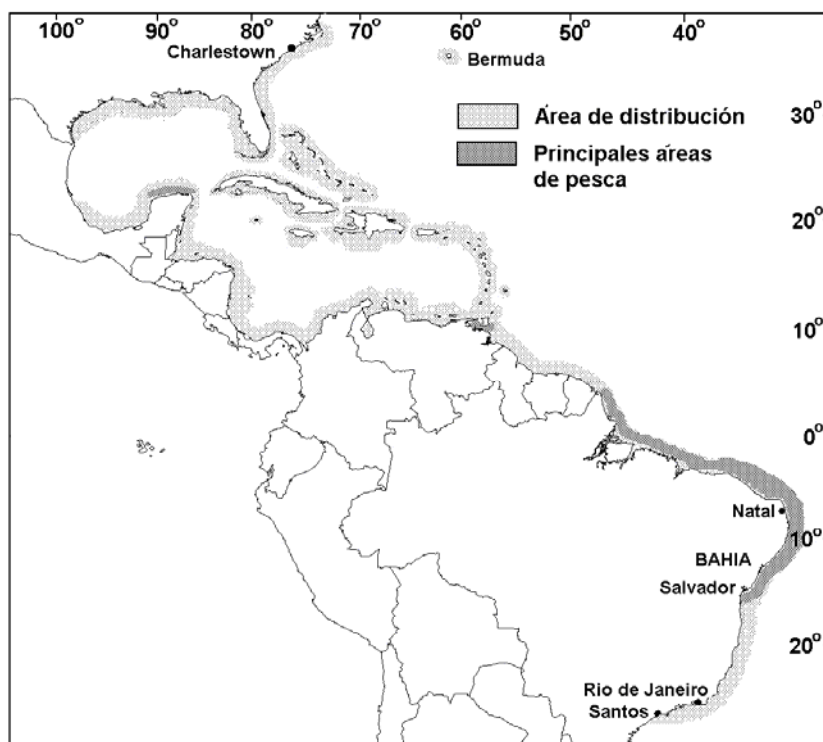 100° 90° 80° 70° 60° 50° 40°
Charlestown
Bermuda
Área de distribución
30°
Principales áreas
de pesca
20°
10°
0°
Natal
10°
BAHIA
Salvador
20°
Rio de Janeiro
Santos